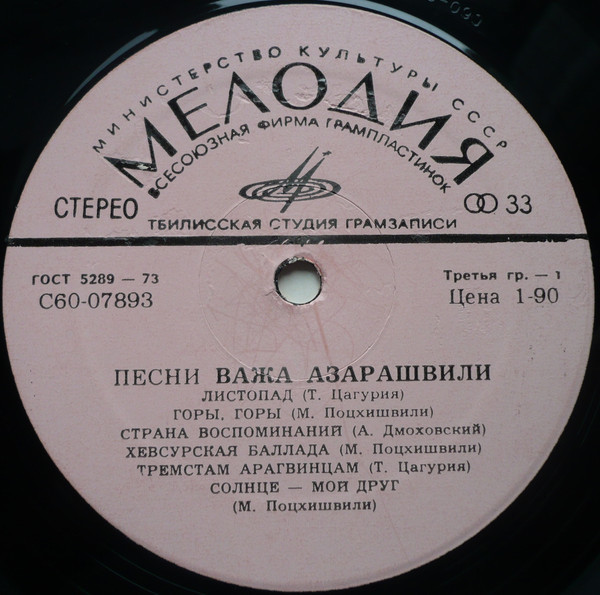 МИНИСТЕРСТВО КУЛЬТУРЫ СССР
МЕЛОДИЯ
ВСЕСОЮЗНАЯ ФИРМА ГРАМПЛАСТИНОК
СТЕРЕО
33
ТБИЛИССКАЯ СТУДИЯ ГРАМЗАПИСИ
ГОСТ 5289 — 73
Третья гр. — 1
С60-07893
Цена 1-90
ПЕСНИ ВАЖА АЗАРАШВИЛИ
ЛИСТОПАД (Т. Цагурия)
ГОРЫ, ГОРЫ (М. Поцхишвили)
СТРАНА ВОСПОМИНАНИЙ (А. Дмоховский)
ХЕВСУРСКАЯ БАЛЛАДА (М. Поцхишвили)
ТРЕМСТАМ АРАГВИНЦАМ (Т. Цагурия)
СОЛНЦЕ — МОЙ ДРУГ
(М. Поцхишвили)